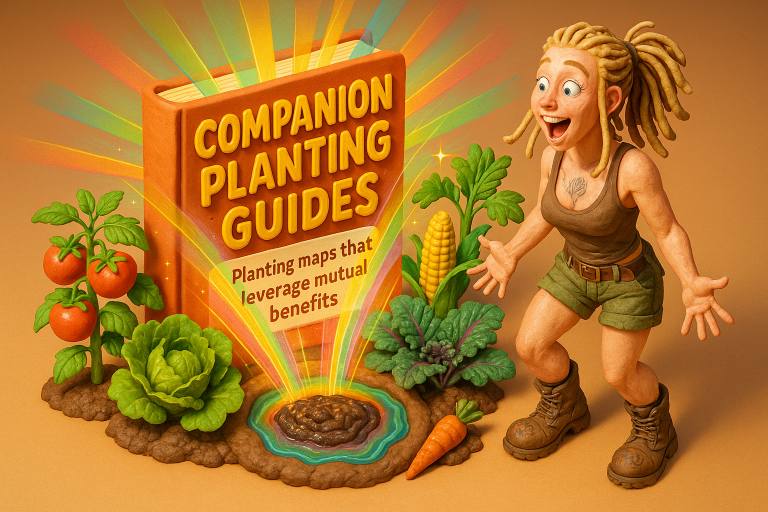 COMPANION
PLANTING
GUIDES
Planting maps that
leverage mutual
benefits